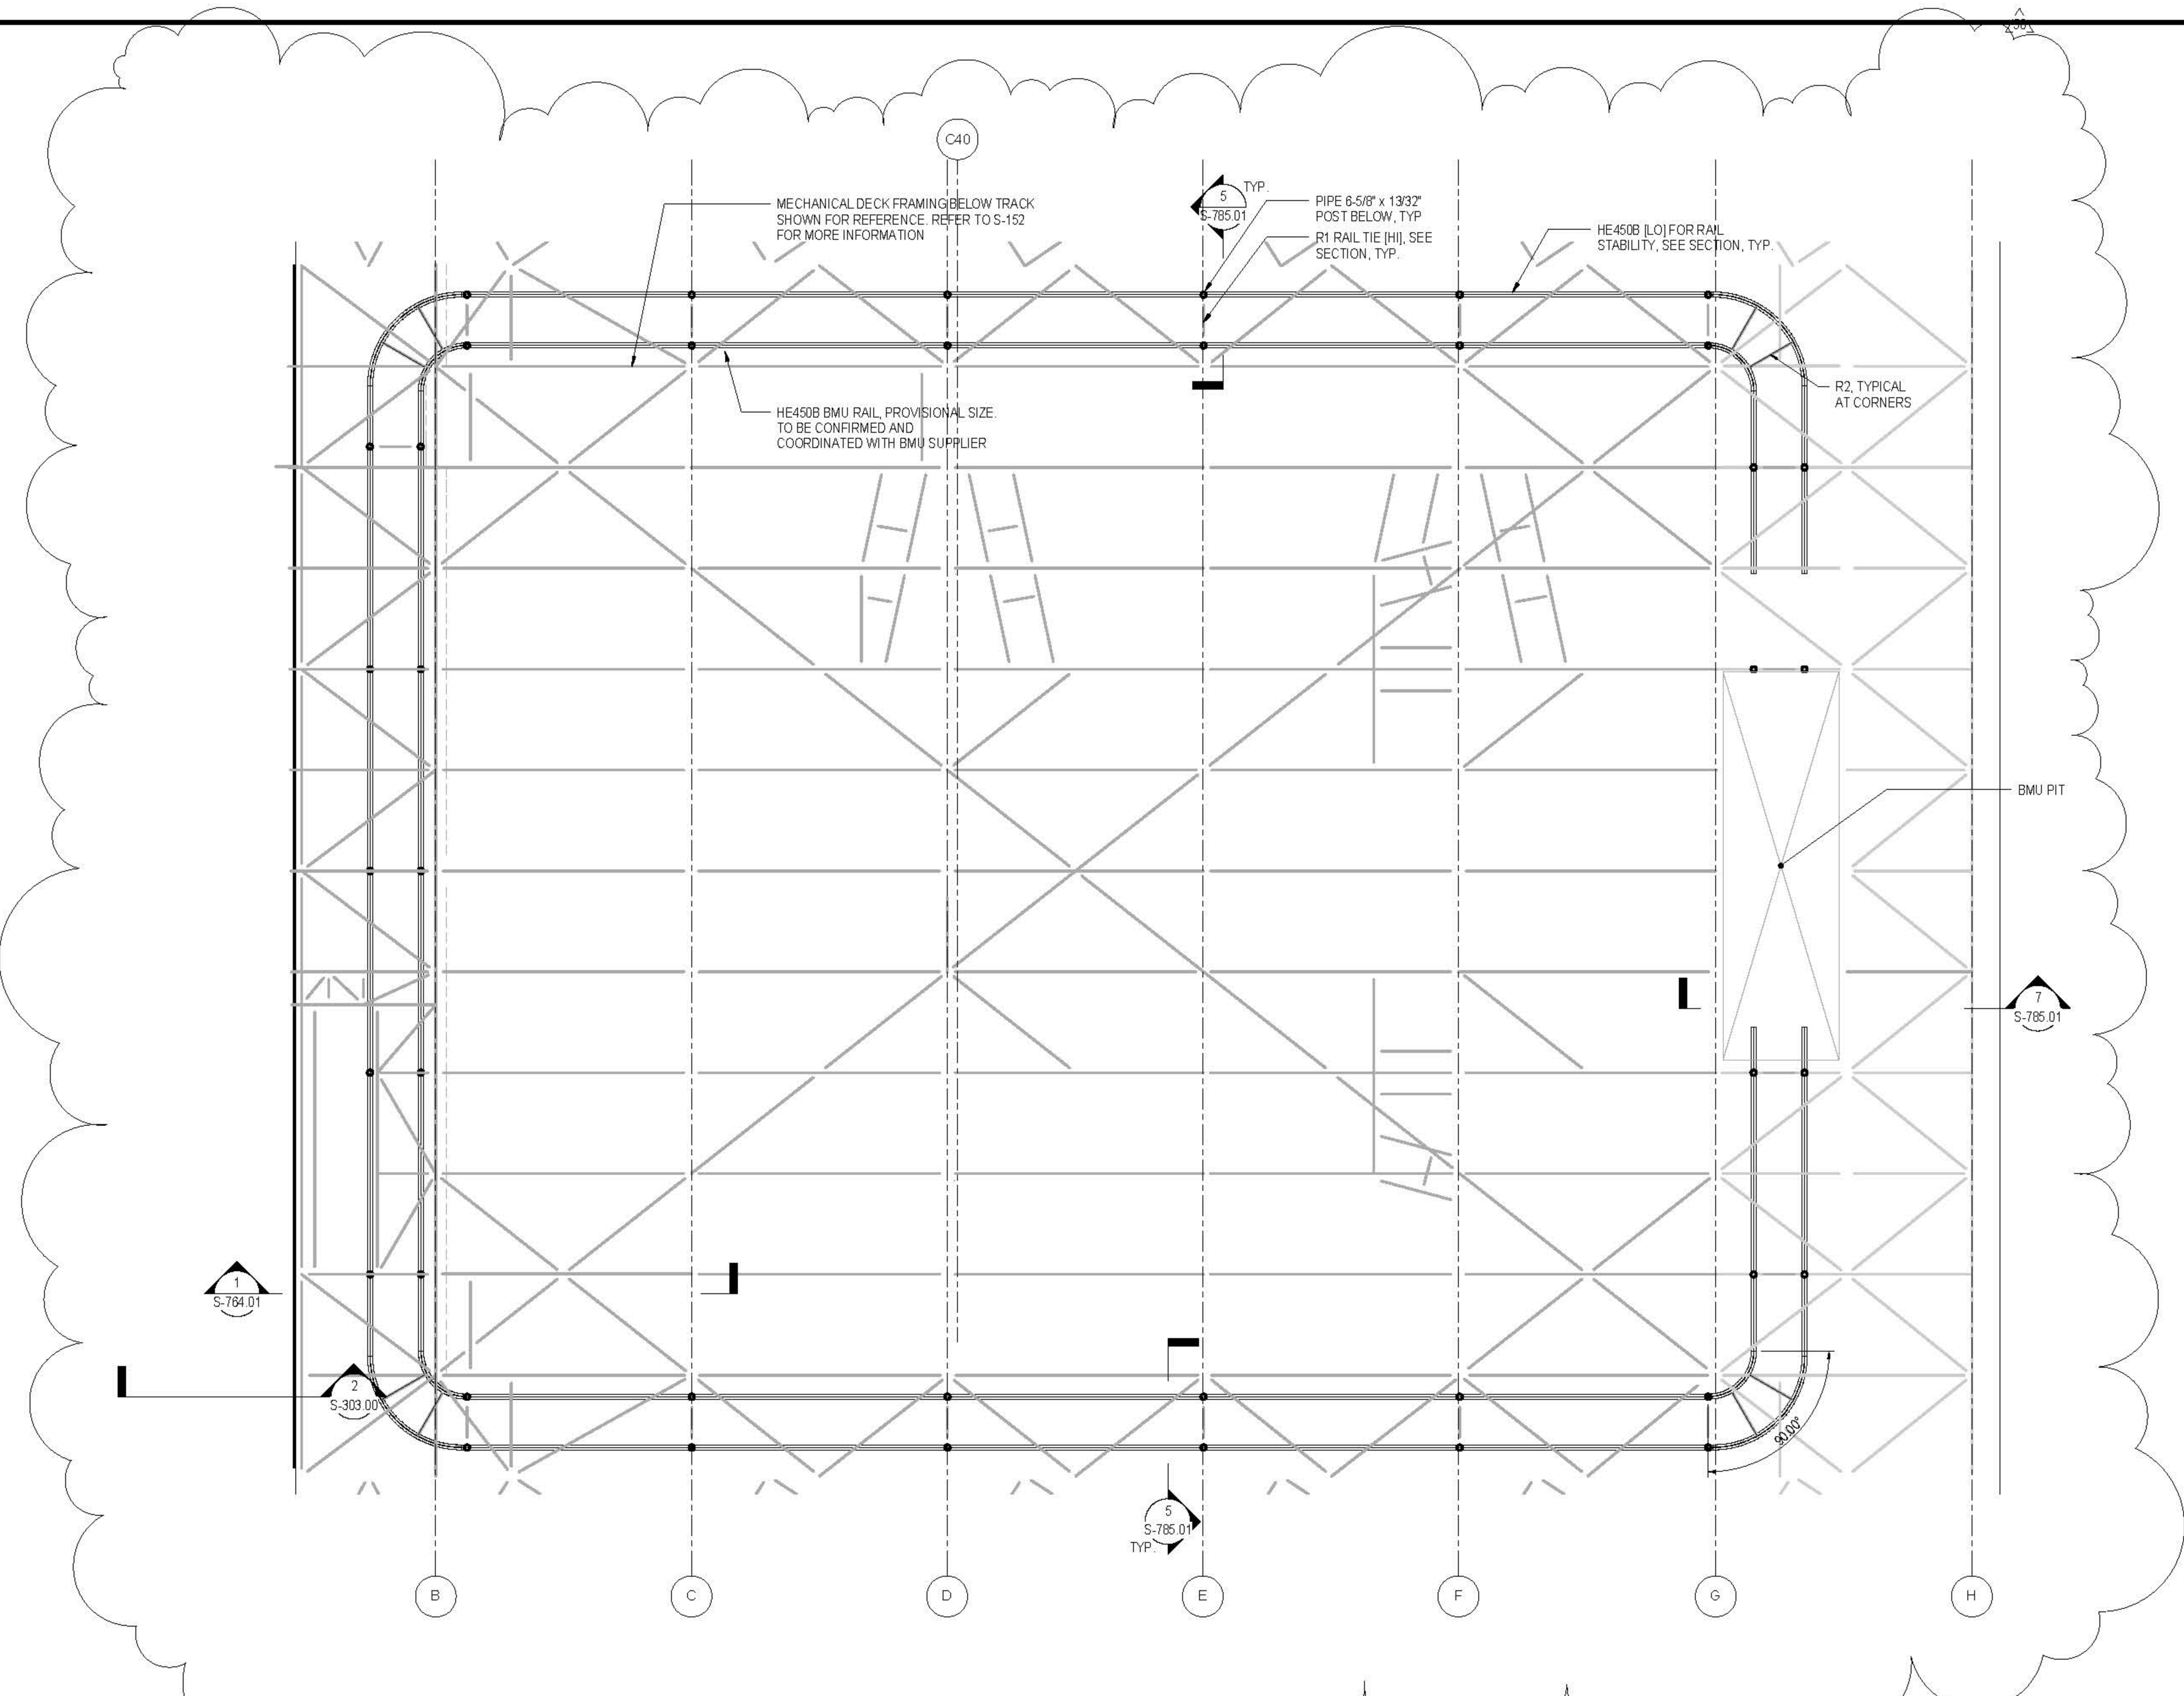 C40
MECHANICAL DECK FRAMING BELOW TRACK
SHOWN FOR REFERENCE. REFER TO S-152
FOR MORE INFORMATION
5
S-785.01
TYP.
PIPE 6-5/8" x 13/32"
POST BELOW, TYP
R1 RAIL TIE [HI], SEE
SECTION, TYP.
HE450B [LO] FOR RAIL
STABILITY, SEE SECTION, TYP.
R2, TYPICAL
AT CORNERS
HE450B BMU RAIL, PROVISIONAL SIZE.
TO BE CONFIRMED AND
COORDINATED WITH BMU SUPPLIER
BMU PIT
7
S-785.01
1
S-764.01
2
S-303.00
90.00°
5
S-785.01
TYP.
B
C
D
E
F
G
H